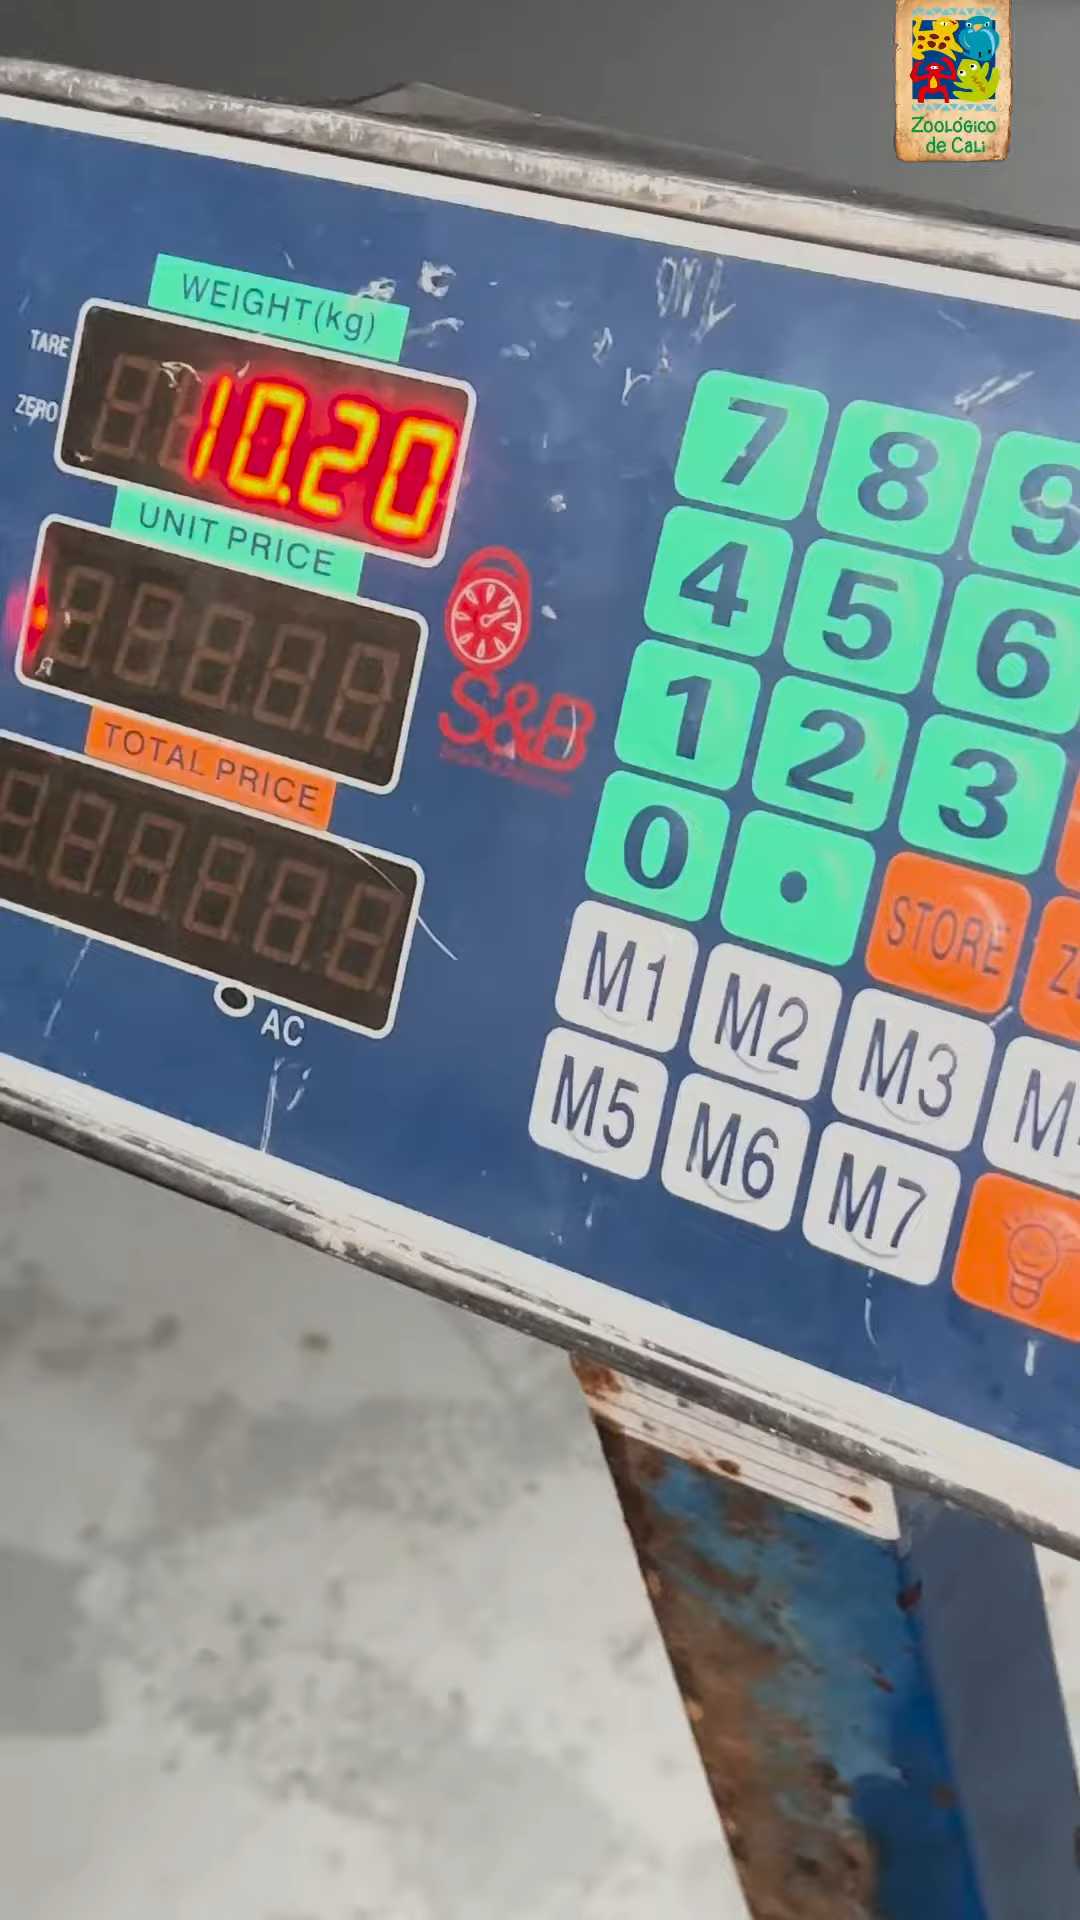 Zoológico
de Cali
WEIGHT(kg)
TARE
ZERO
10.20
UNIT PRICE
S&B
TOTAL PRICE
AC
7 8 9
4 5 6
1 2 3
0 . STORE
M1 M2 M3
M5 M6 M7